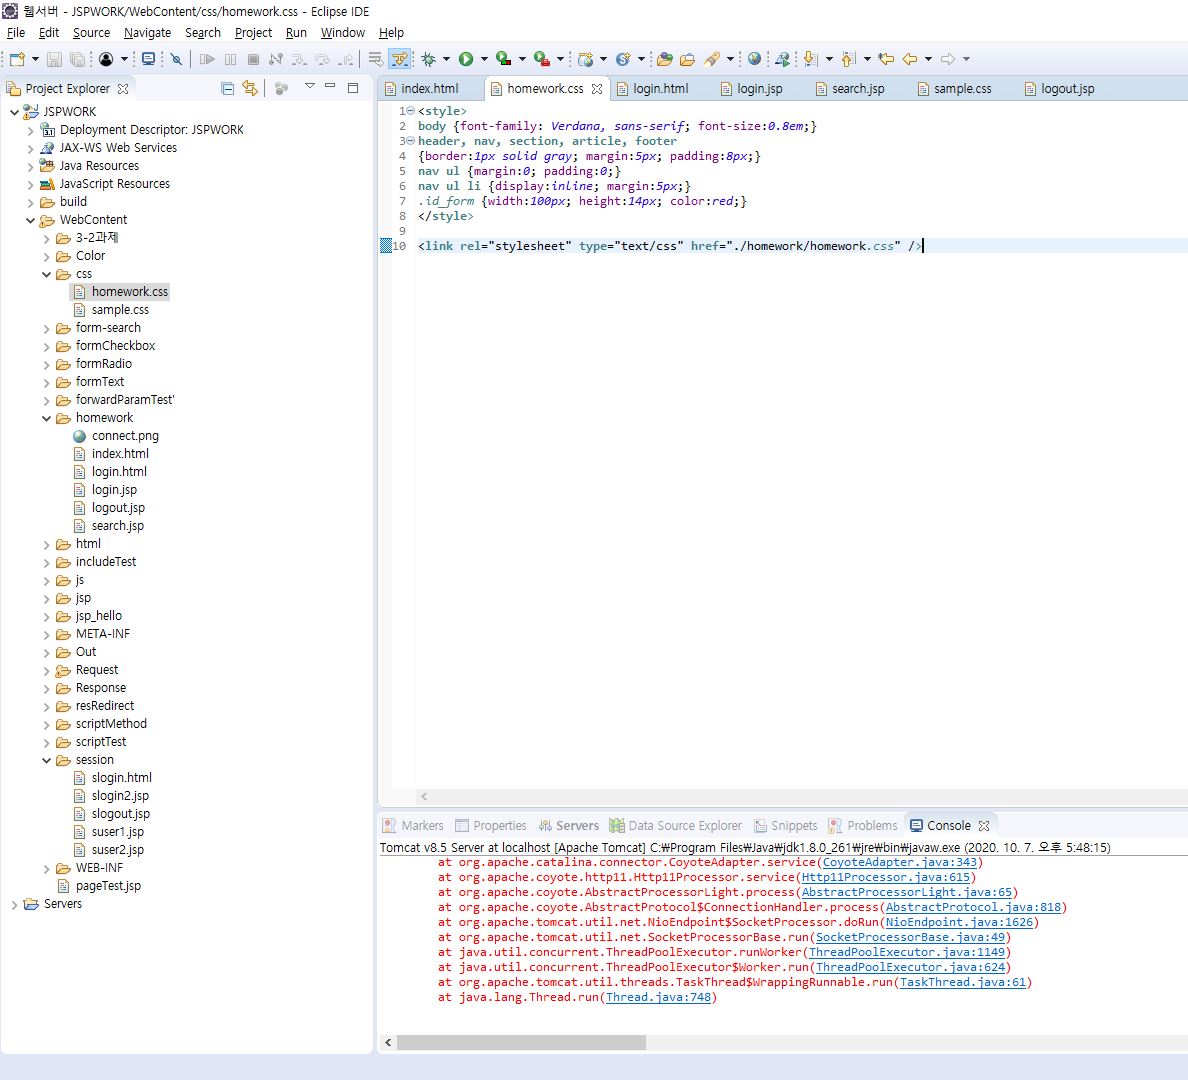 웹서버 - JSPWORK/WebContent/css/homework.css - Eclipse IDE
File Edit Source Navigate Search Project Run Window Help
Project Explorer
JSPWORK
Deployment Descriptor: JSPWORK
JAX-WS Web Services
Java Resources
JavaScript Resources
build
WebContent
3-2과제
Color
css
homework.css
sample.css
form-search
formCheckbox
formRadio
formText
forwardParamTest'
homework
connect.png
index.html
login.html
login.jsp
logout.jsp
search.jsp
html
includeTest
js
jsp
jsp_hello
META-INF
Out
Request
Response
resRedirect
scriptMethod
scriptTest
session
slogin.html
slogin2.jsp
slogout.jsp
suser1.jsp
suser2.jsp
WEB-INF
pageTest.jsp
Servers
index.html homework.css login.html login.jsp search.jsp sample.css logout.jsp
1 <style>
2 body {font-family: Verdana, sans-serif; font-size:0.8em;}
3 header, nav, section, article, footer
4 {border:1px solid gray; margin:5px; padding:8px;}
5 nav ul {margin:0; padding:0;}
6 nav ul li {display:inline; margin:5px;}
7 .id_form {width:100px; height:14px; color:red;}
8 </style>
9
10 <link rel="stylesheet" type="text/css" href="./homework/homework.css" />
Markers Properties Servers Data Source Explorer Snippets Problems Console
Tomcat v8.5 Server at localhost [Apache Tomcat] C:₩Program Files₩Java₩jdk1.8.0_261₩jre₩bin₩javaw.exe (2020. 10. 7. 오후 5:48:15)
at org.apache.catalina.connector.CoyoteAdapter.service(CoyoteAdapter.java:343)
at org.apache.coyote.http11.Http11Processor.service(Http11Processor.java:615)
at org.apache.coyote.AbstractProcessorLight.process(AbstractProcessorLight.java:65)
at org.apache.coyote.AbstractProtocol$ConnectionHandler.process(AbstractProtocol.java:818)
at org.apache.tomcat.util.net.NioEndpoint$SocketProcessor.doRun(NioEndpoint.java:1626)
at org.apache.tomcat.util.net.SocketProcessorBase.run(SocketProcessorBase.java:49)
at java.util.concurrent.ThreadPoolExecutor.runWorker(ThreadPoolExecutor.java:1149)
at java.util.concurrent.ThreadPoolExecutor$Worker.run(ThreadPoolExecutor.java:624)
at org.apache.tomcat.util.threads.TaskThread$WrappingRunnable.run(TaskThread.java:61)
at java.lang.Thread.run(Thread.java:748)